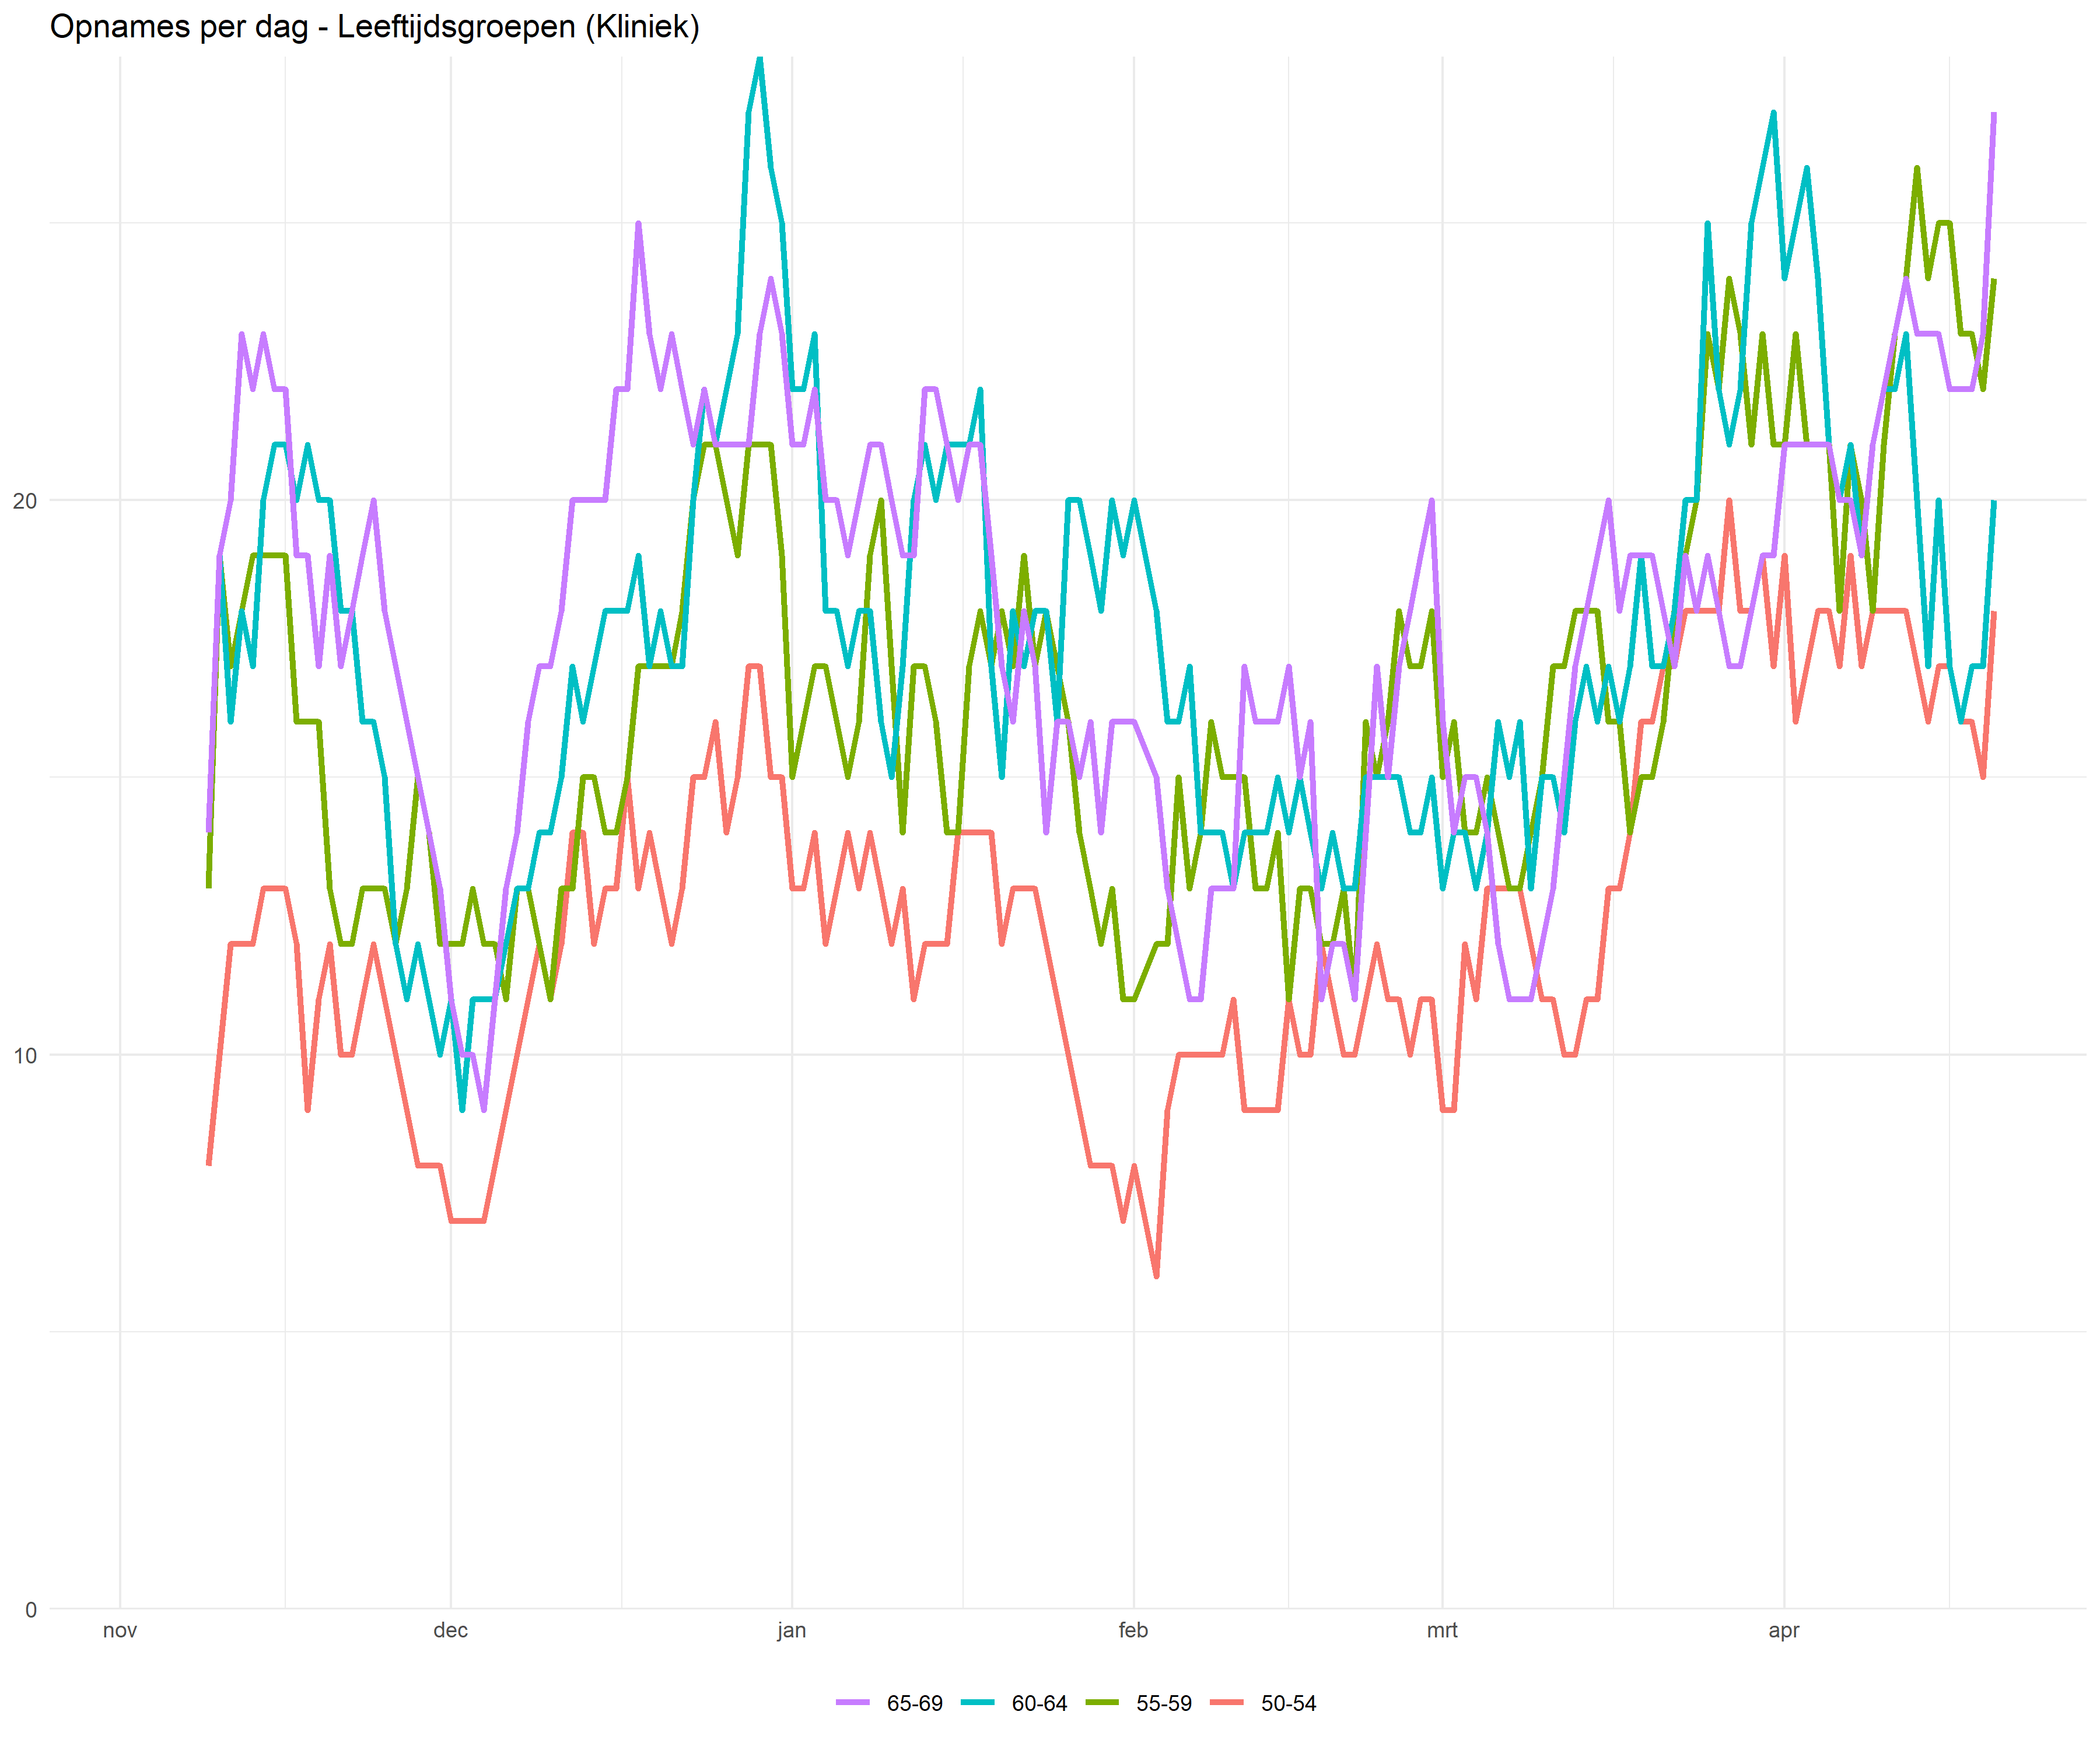 Opnames per dag - Leeftijdsgroepen (Kliniek)
20
10
0
nov dec jan feb mrt apr
65-69 60-64 55-59 50-54